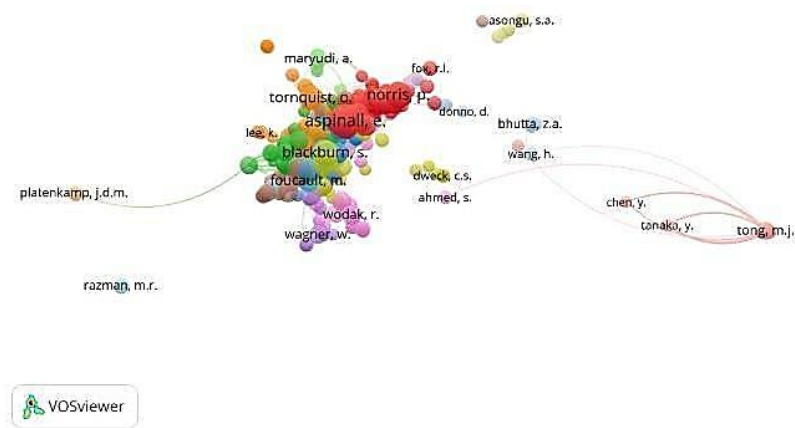 asongu, s.a.
maryudi, a.
fox, r.l.
tornquist, o.
norris, p.
donno, d.
aspinall, e.
bhutta, z.a.
lee, k.
blackburn, s.
wang, h.
foucault, m.
dweck, c.s.
platenkamp, j.d.m.
ahmed, s.
chen, y.
wodak, r.
tanaka, y.
tong, m.j.
wagner, w.
razman, m.r.
VOSviewer